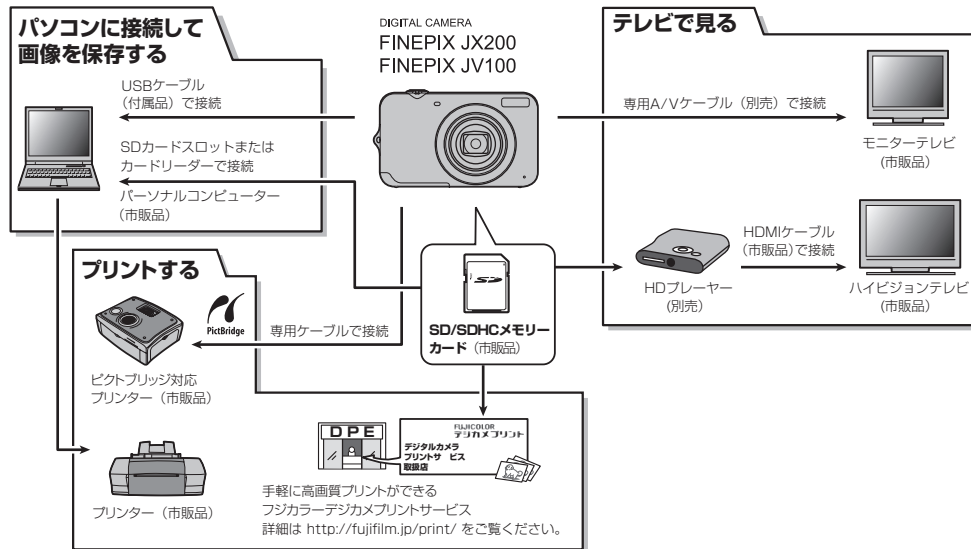 パソコンに接続して
画像を保存する
USBケーブル
(付属品)で接続
SDカードスロットまたは
カードリーダーで接続
パーソナルコンピューター
(市販品)
DIGITAL CAMERA
FINEPIX JX200
FINEPIX JV100
テレビで見る
専用A/Vケーブル(別売)で接続
モニターテレビ
(市販品)
HDMIケーブル
(市販品)で接続
HDプレーヤー
(別売)
ハイビジョンテレビ
(市販品)
SD
SD/SDHCメモリー
カード(市販品)
プリントする
PictBridge
専用ケーブルで接続
ピクトブリッジ対応
プリンター(市販品)
プリンター(市販品)
DPE
FUJICOLOR
デジカメプリント
デジタルカメラ
プリントサービス
取扱店
手軽に高画質プリントができる
フジカラーデジカメプリントサービス
詳細は http://fujifilm.jp/print/ をご覧ください。